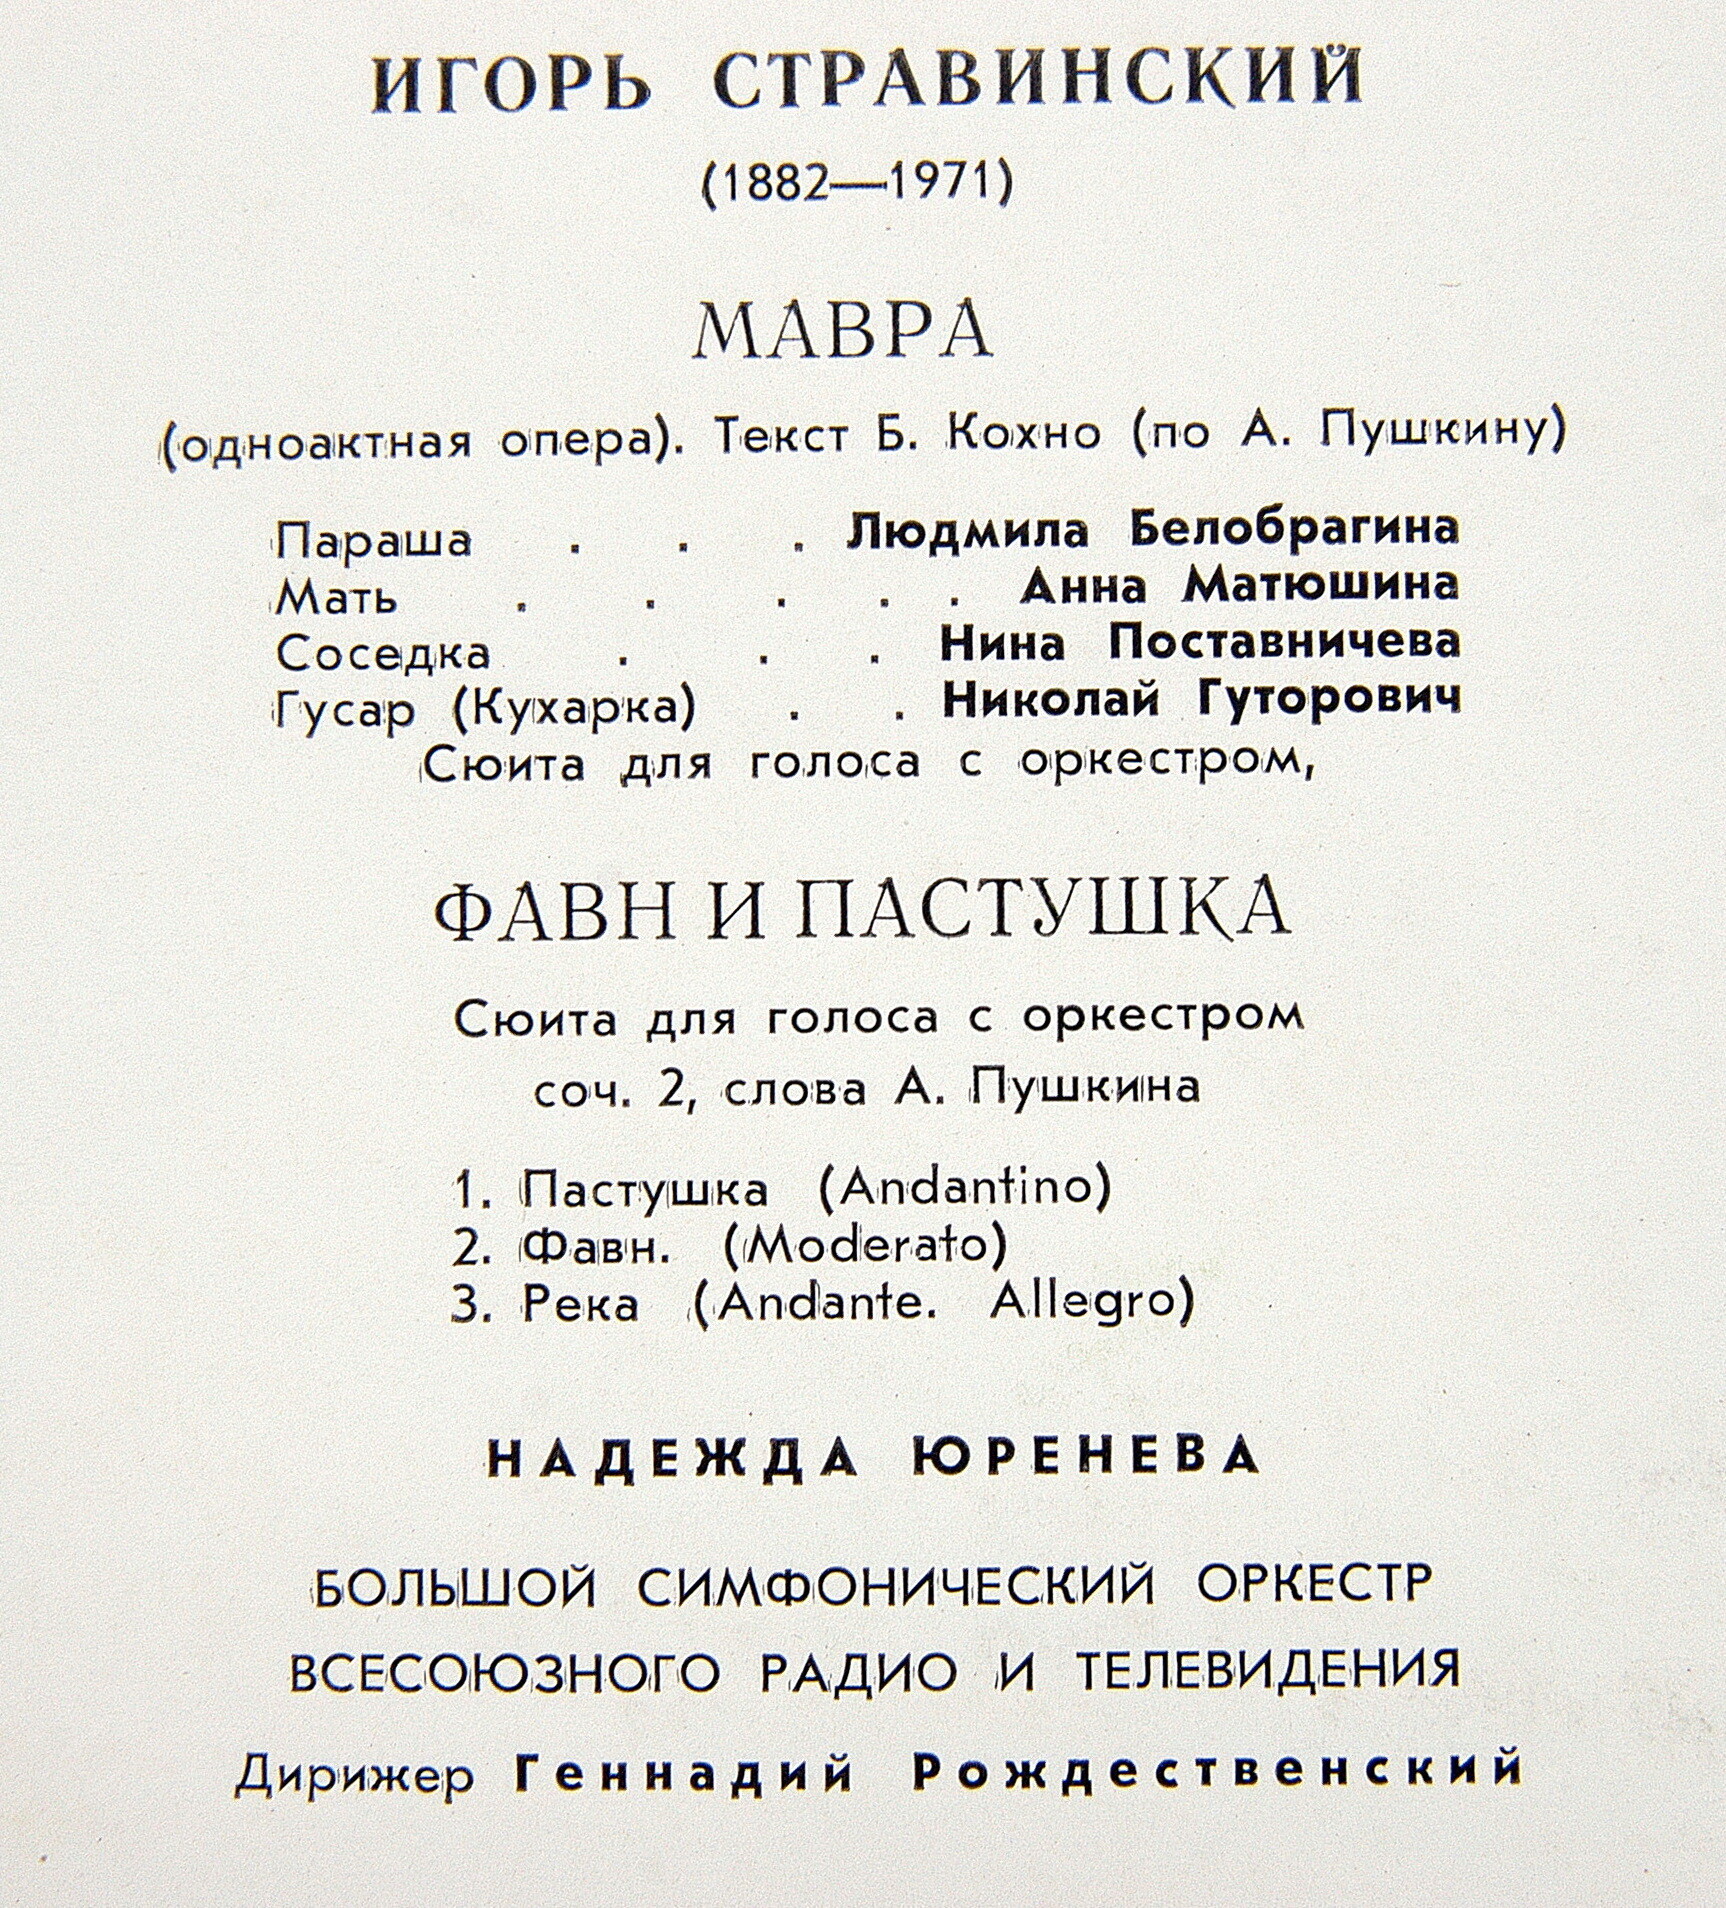 ИГОРЬ СТРАВИНСКИЙ
(1882—1971)
МАВРА
(одноактная опера). Текст Б. Кохно (по А. Пушкину)
Параша . . . Людмила Белобрагина
Мать . . . . . Анна Матюшина
Соседка . . . Нина Поставничева
Гусар (Кухарка) . . Николай Гуторович
Сюита для голоса с оркестром,
ФАВН И ПАСТУШКА
Сюита для голоса с оркестром
соч. 2, слова А. Пушкина
1. Пастушка (Andantino)
2. Фавн. (Moderato)
3. Река (Andante. Allegro)
НАДЕЖДА ЮРЕНЕВА
БОЛЬШОЙ СИМФОНИЧЕСКИЙ ОРКЕСТР
ВСЕСОЮЗНОГО РАДИО И ТЕЛЕВИДЕНИЯ
Дирижер Геннадий Рождественский